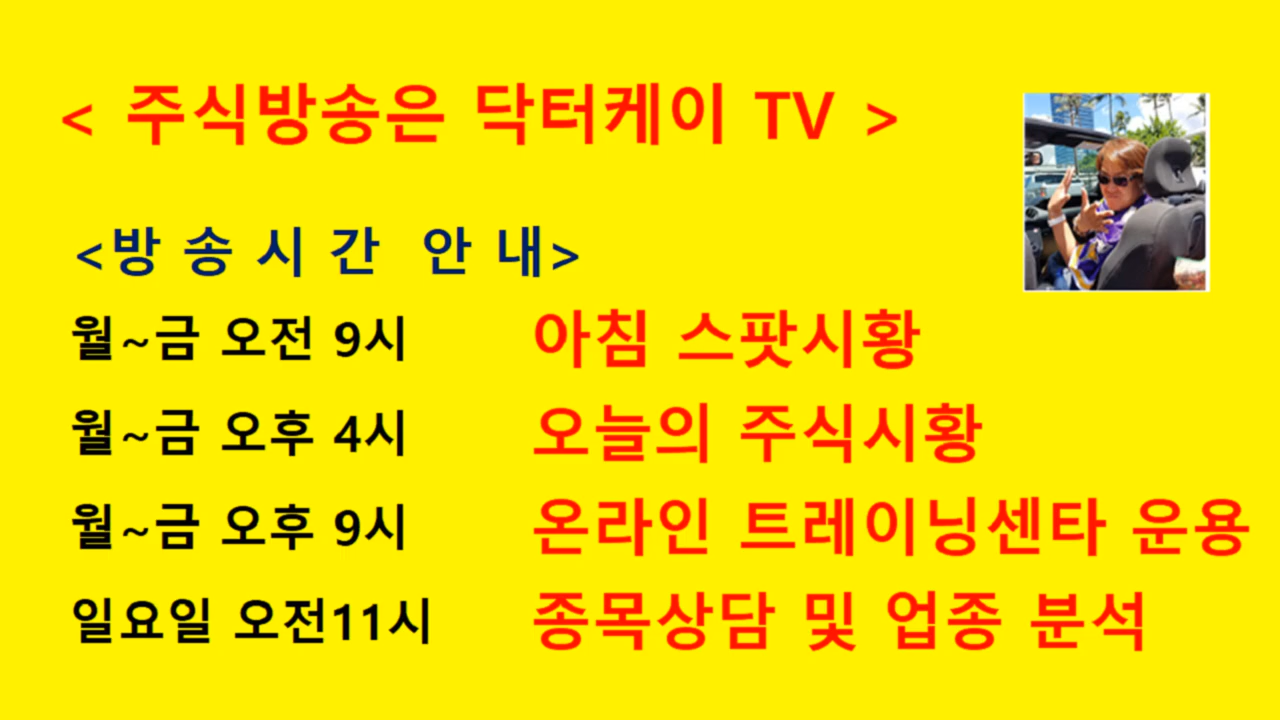 < 주식방송은 닥터케이 TV >
<방 송 시 간 안 내>
월~금 오전 9시 아침 스팟시황
월~금 오후 4시 오늘의 주식시황
월~금 오후 9시 온라인 트레이닝센타 운용
일요일 오전11시 종목상담 및 업종 분석